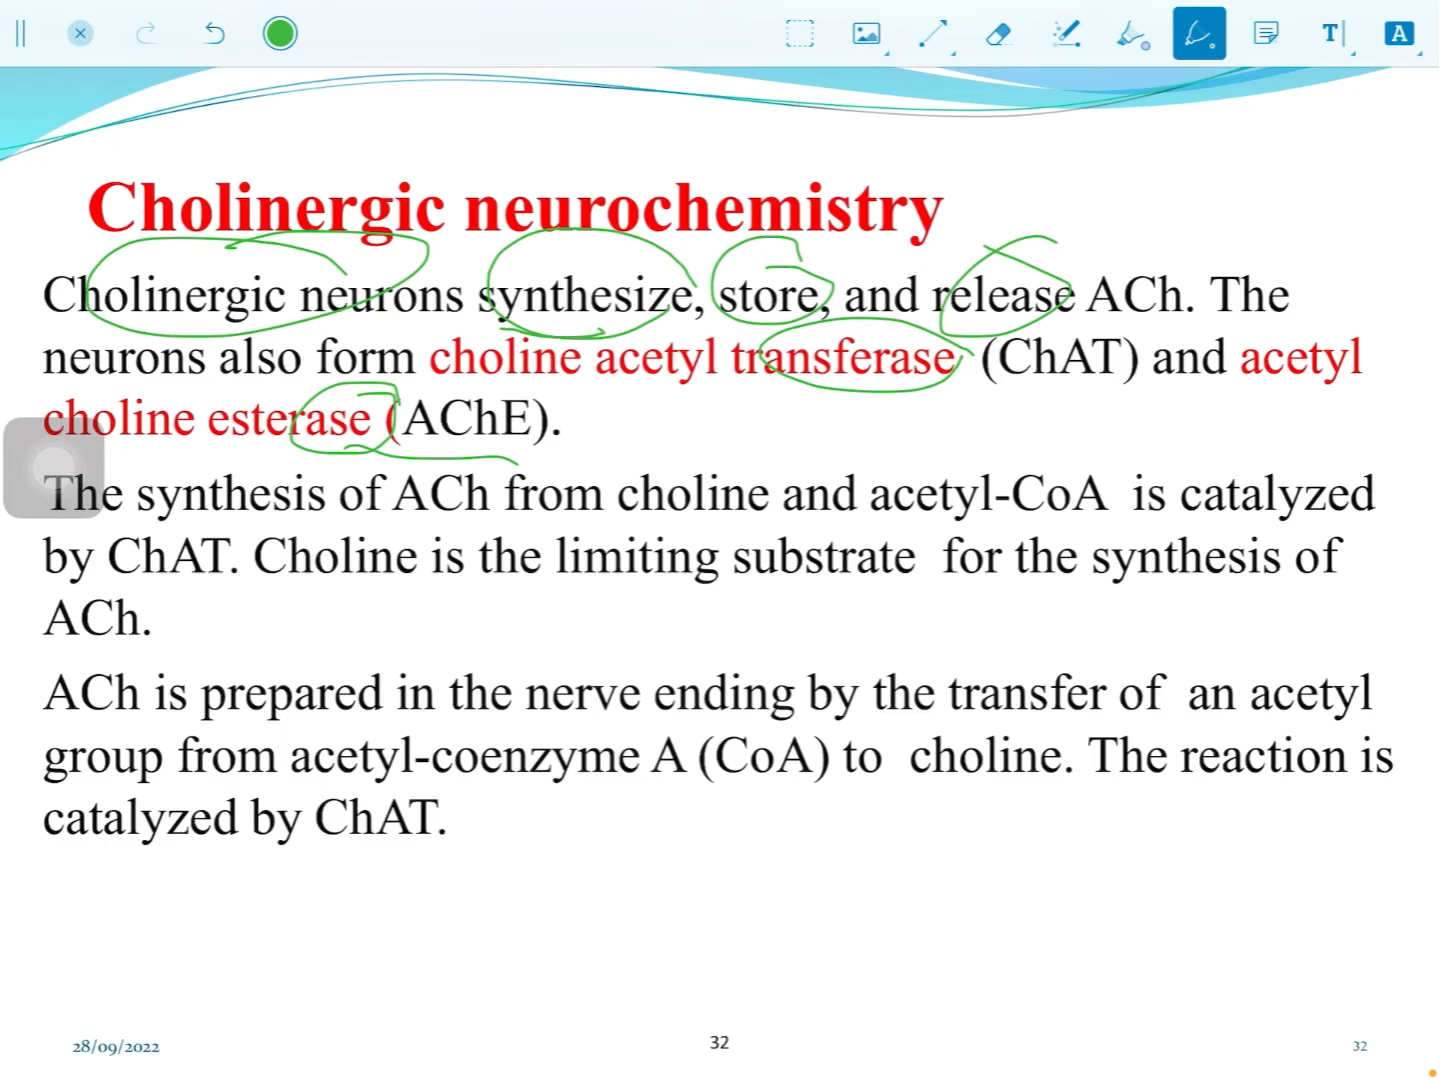 T
A
Cholinergic neurochemistry
Cholinergic neurons synthesize, store, and release ACh. The
neurons also form choline acetyl transferase (ChAT) and acetyl
choline esterase (AChE).
The synthesis of ACh from choline and acetyl-CoA is catalyzed
by ChAT. Choline is the limiting substrate for the synthesis of
ACh.
ACh is prepared in the nerve ending by the transfer of an acetyl
group from acetyl-coenzyme A (CoA) to choline. The reaction is
catalyzed by ChAT.
28/09/2022
32
32